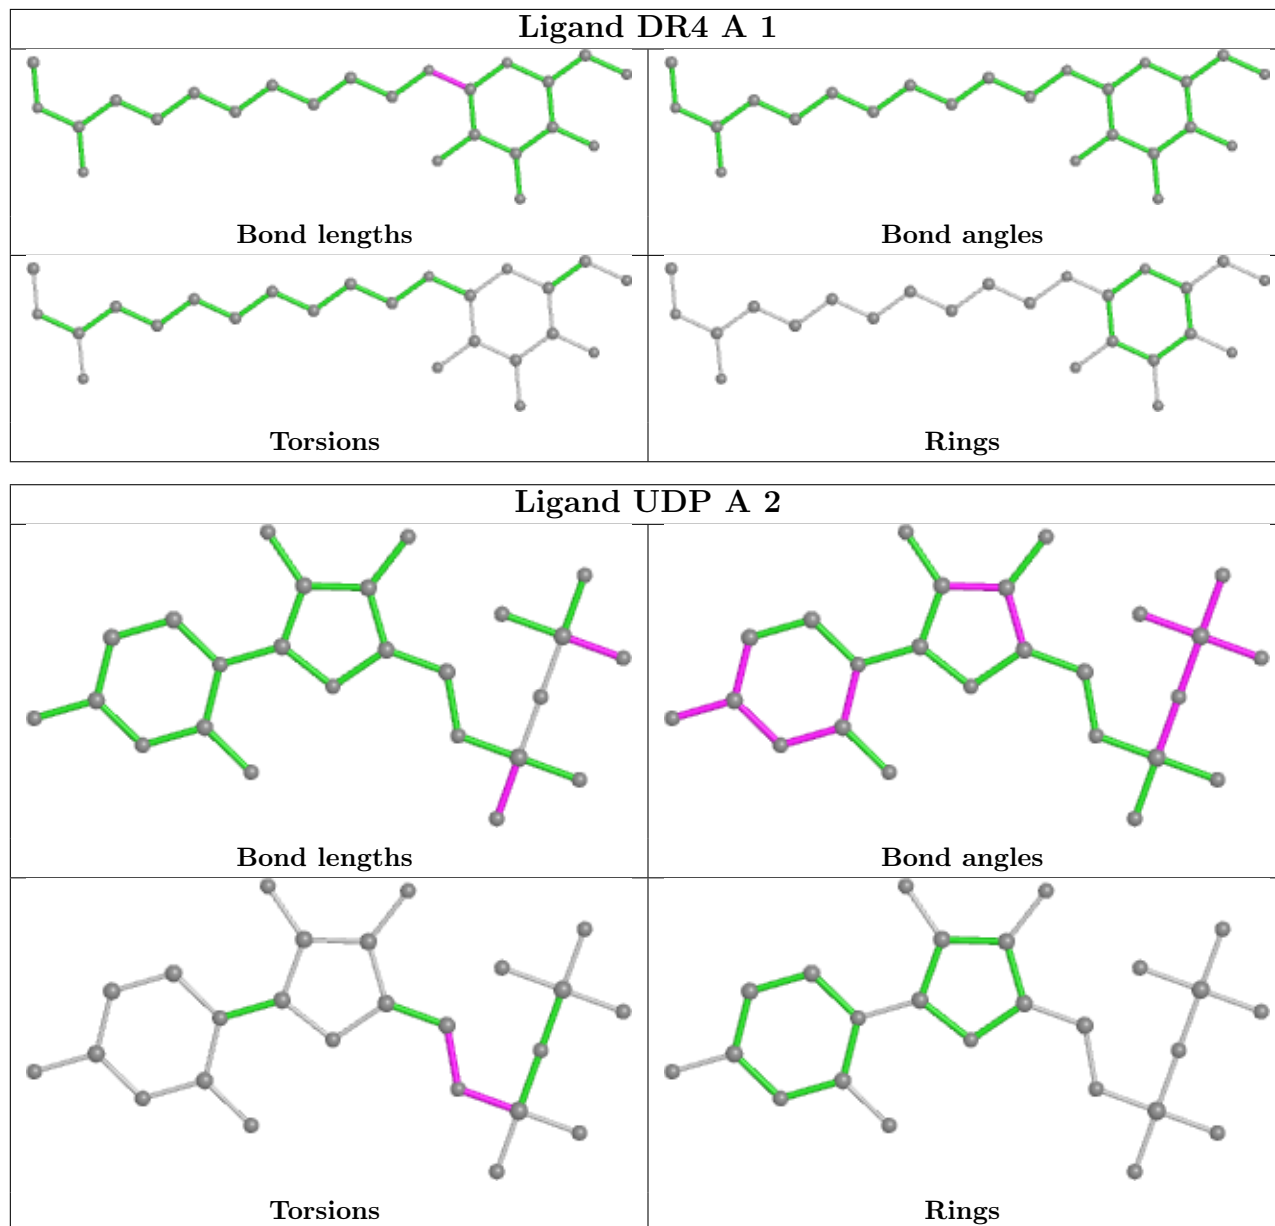 Ligand DR4 A 1
Bond lengths
Bond angles
Torsions
Rings
Ligand UDP A 2
Bond lengths
Bond angles
Torsions
Rings